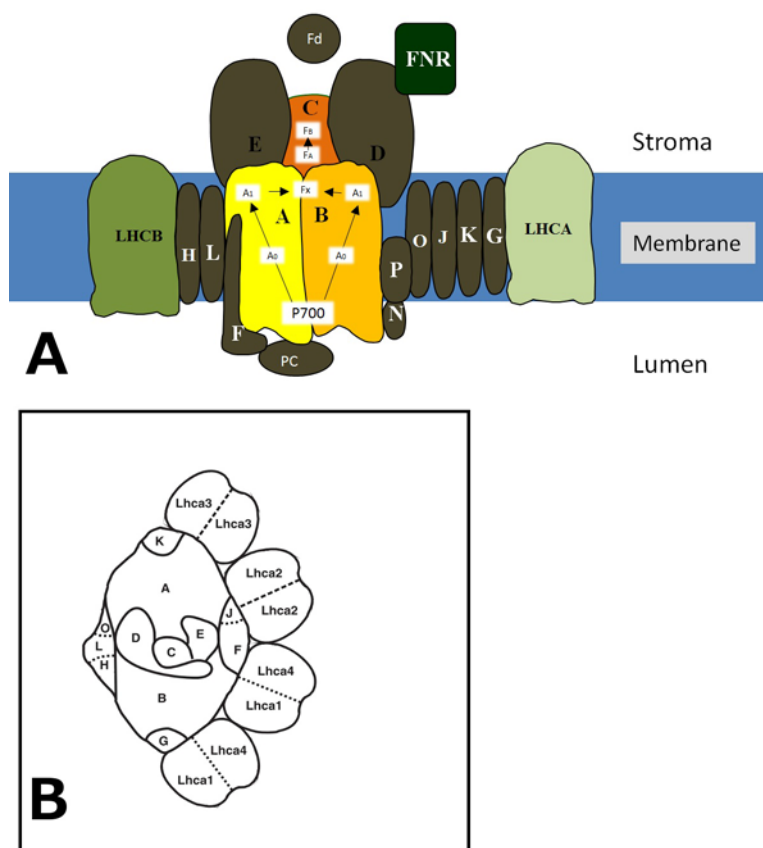 Fd
FNR
C
E
FB
FA
D
Stroma
A1
FX
A1
A
B
LHCB
H
L
A0
A0
O
J
K
G
LHCA
Membrane
P
P700
N
F
PC
A
Lumen
Lhca3
Lhca3
K
A
Lhca2
Lhca2
J
O
D
E
L
C
F
H
Lhca4
B
Lhca1
G
Lhca4
Lhca1
B